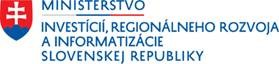 MINISTERSTVO
INVESTÍCIÍ, REGIONÁLNEHO ROZVOJA
A INFORMATIZÁCIE
SLOVENSKEJ REPUBLIKY